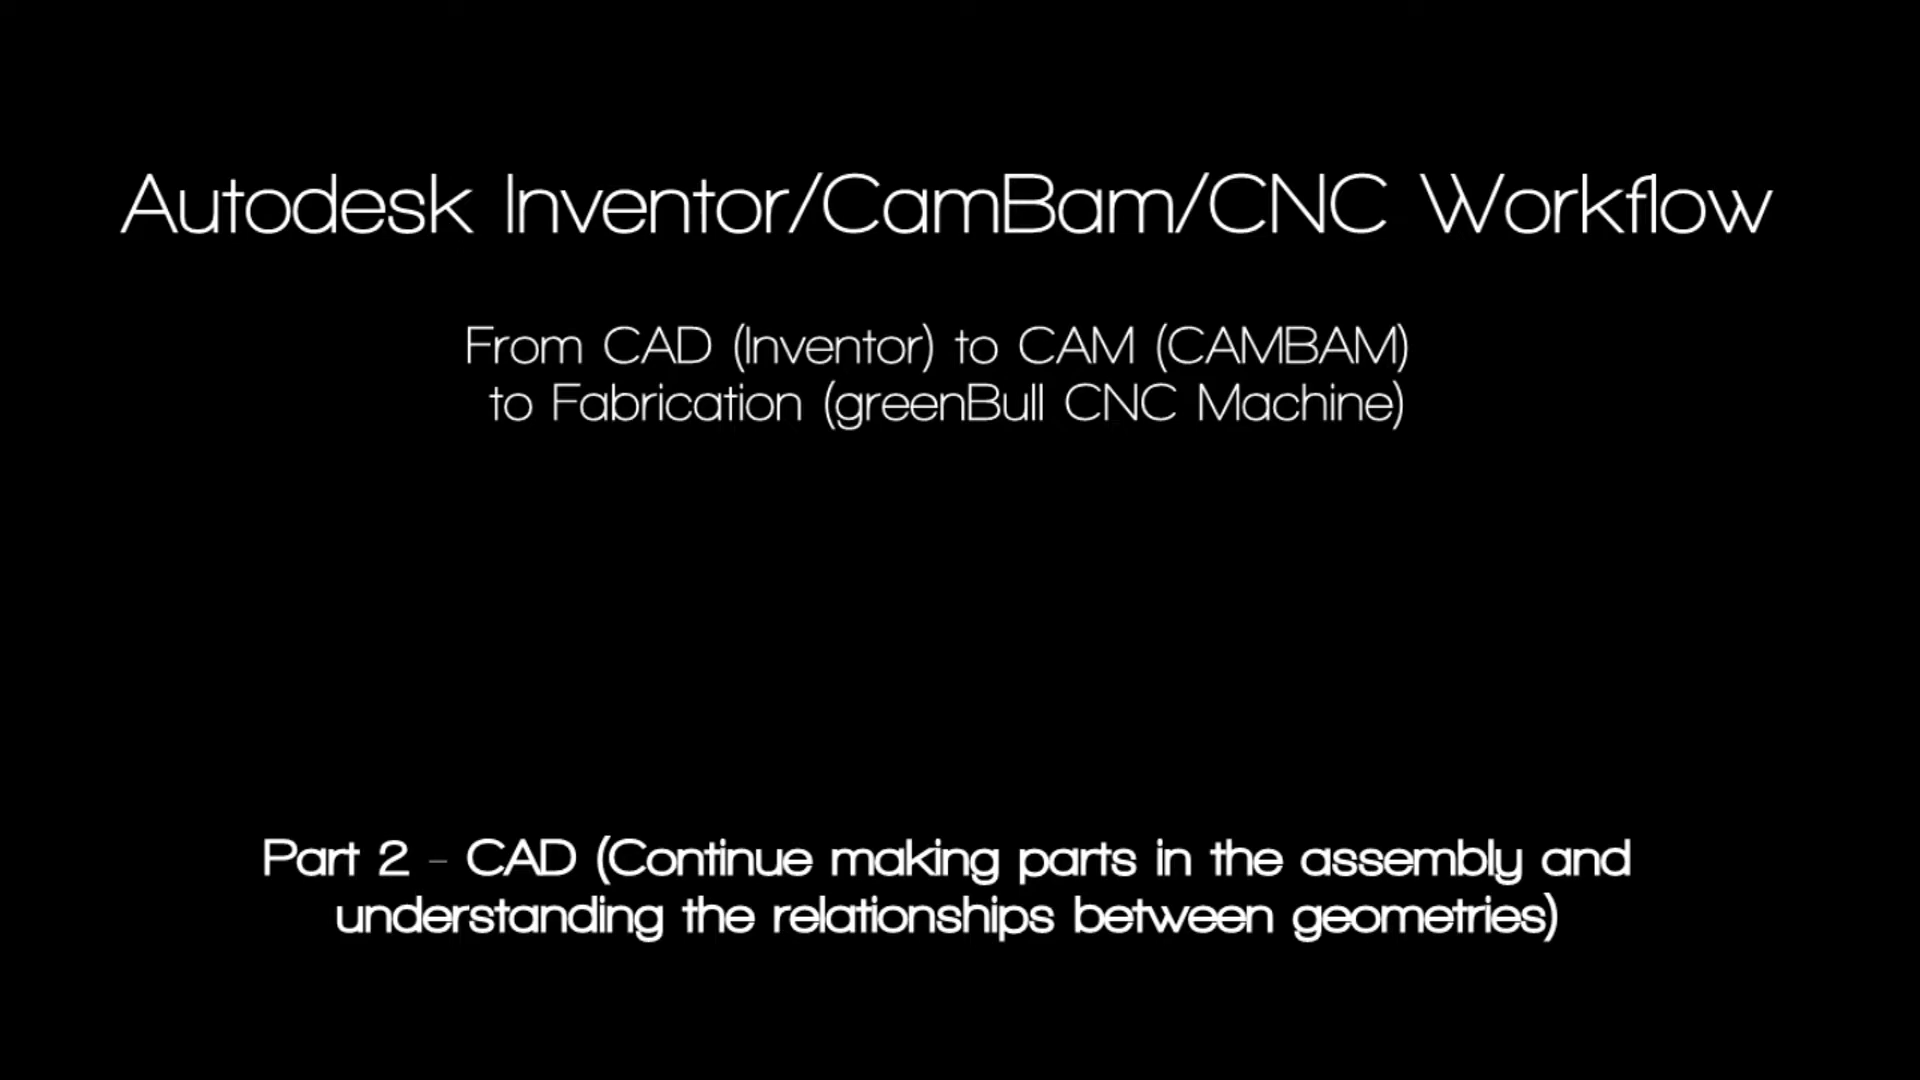 Autodesk Inventor/CamBam/CNC Workflow
From CAD (Inventor) to CAM (CAMBAM)
to Fabrication (greenBull CNC Machine)
Part 2 - CAD (Continue making parts in the assembly and
understanding the relationships between geometries)